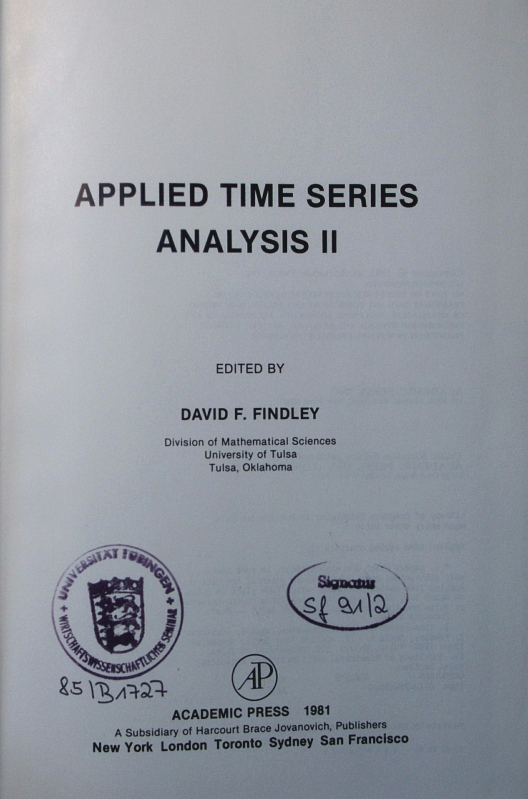 APPLIED TIME SERIES
ANALYSIS II
EDITED BY
DAVID F. FINDLEY
Division of Mathematical Sciences
University of Tulsa
Tulsa, Oklahoma
UNIVERSITÄT TÜBINGEN
WIRTSCHAFTSWISSENSCHAFTLICHES SEMINAR
85/B1727
Signatur
Sf 91/2
AP
ACADEMIC PRESS 1981
A Subsidiary of Harcourt Brace Jovanovich, Publishers
New York London Toronto Sydney San Francisco